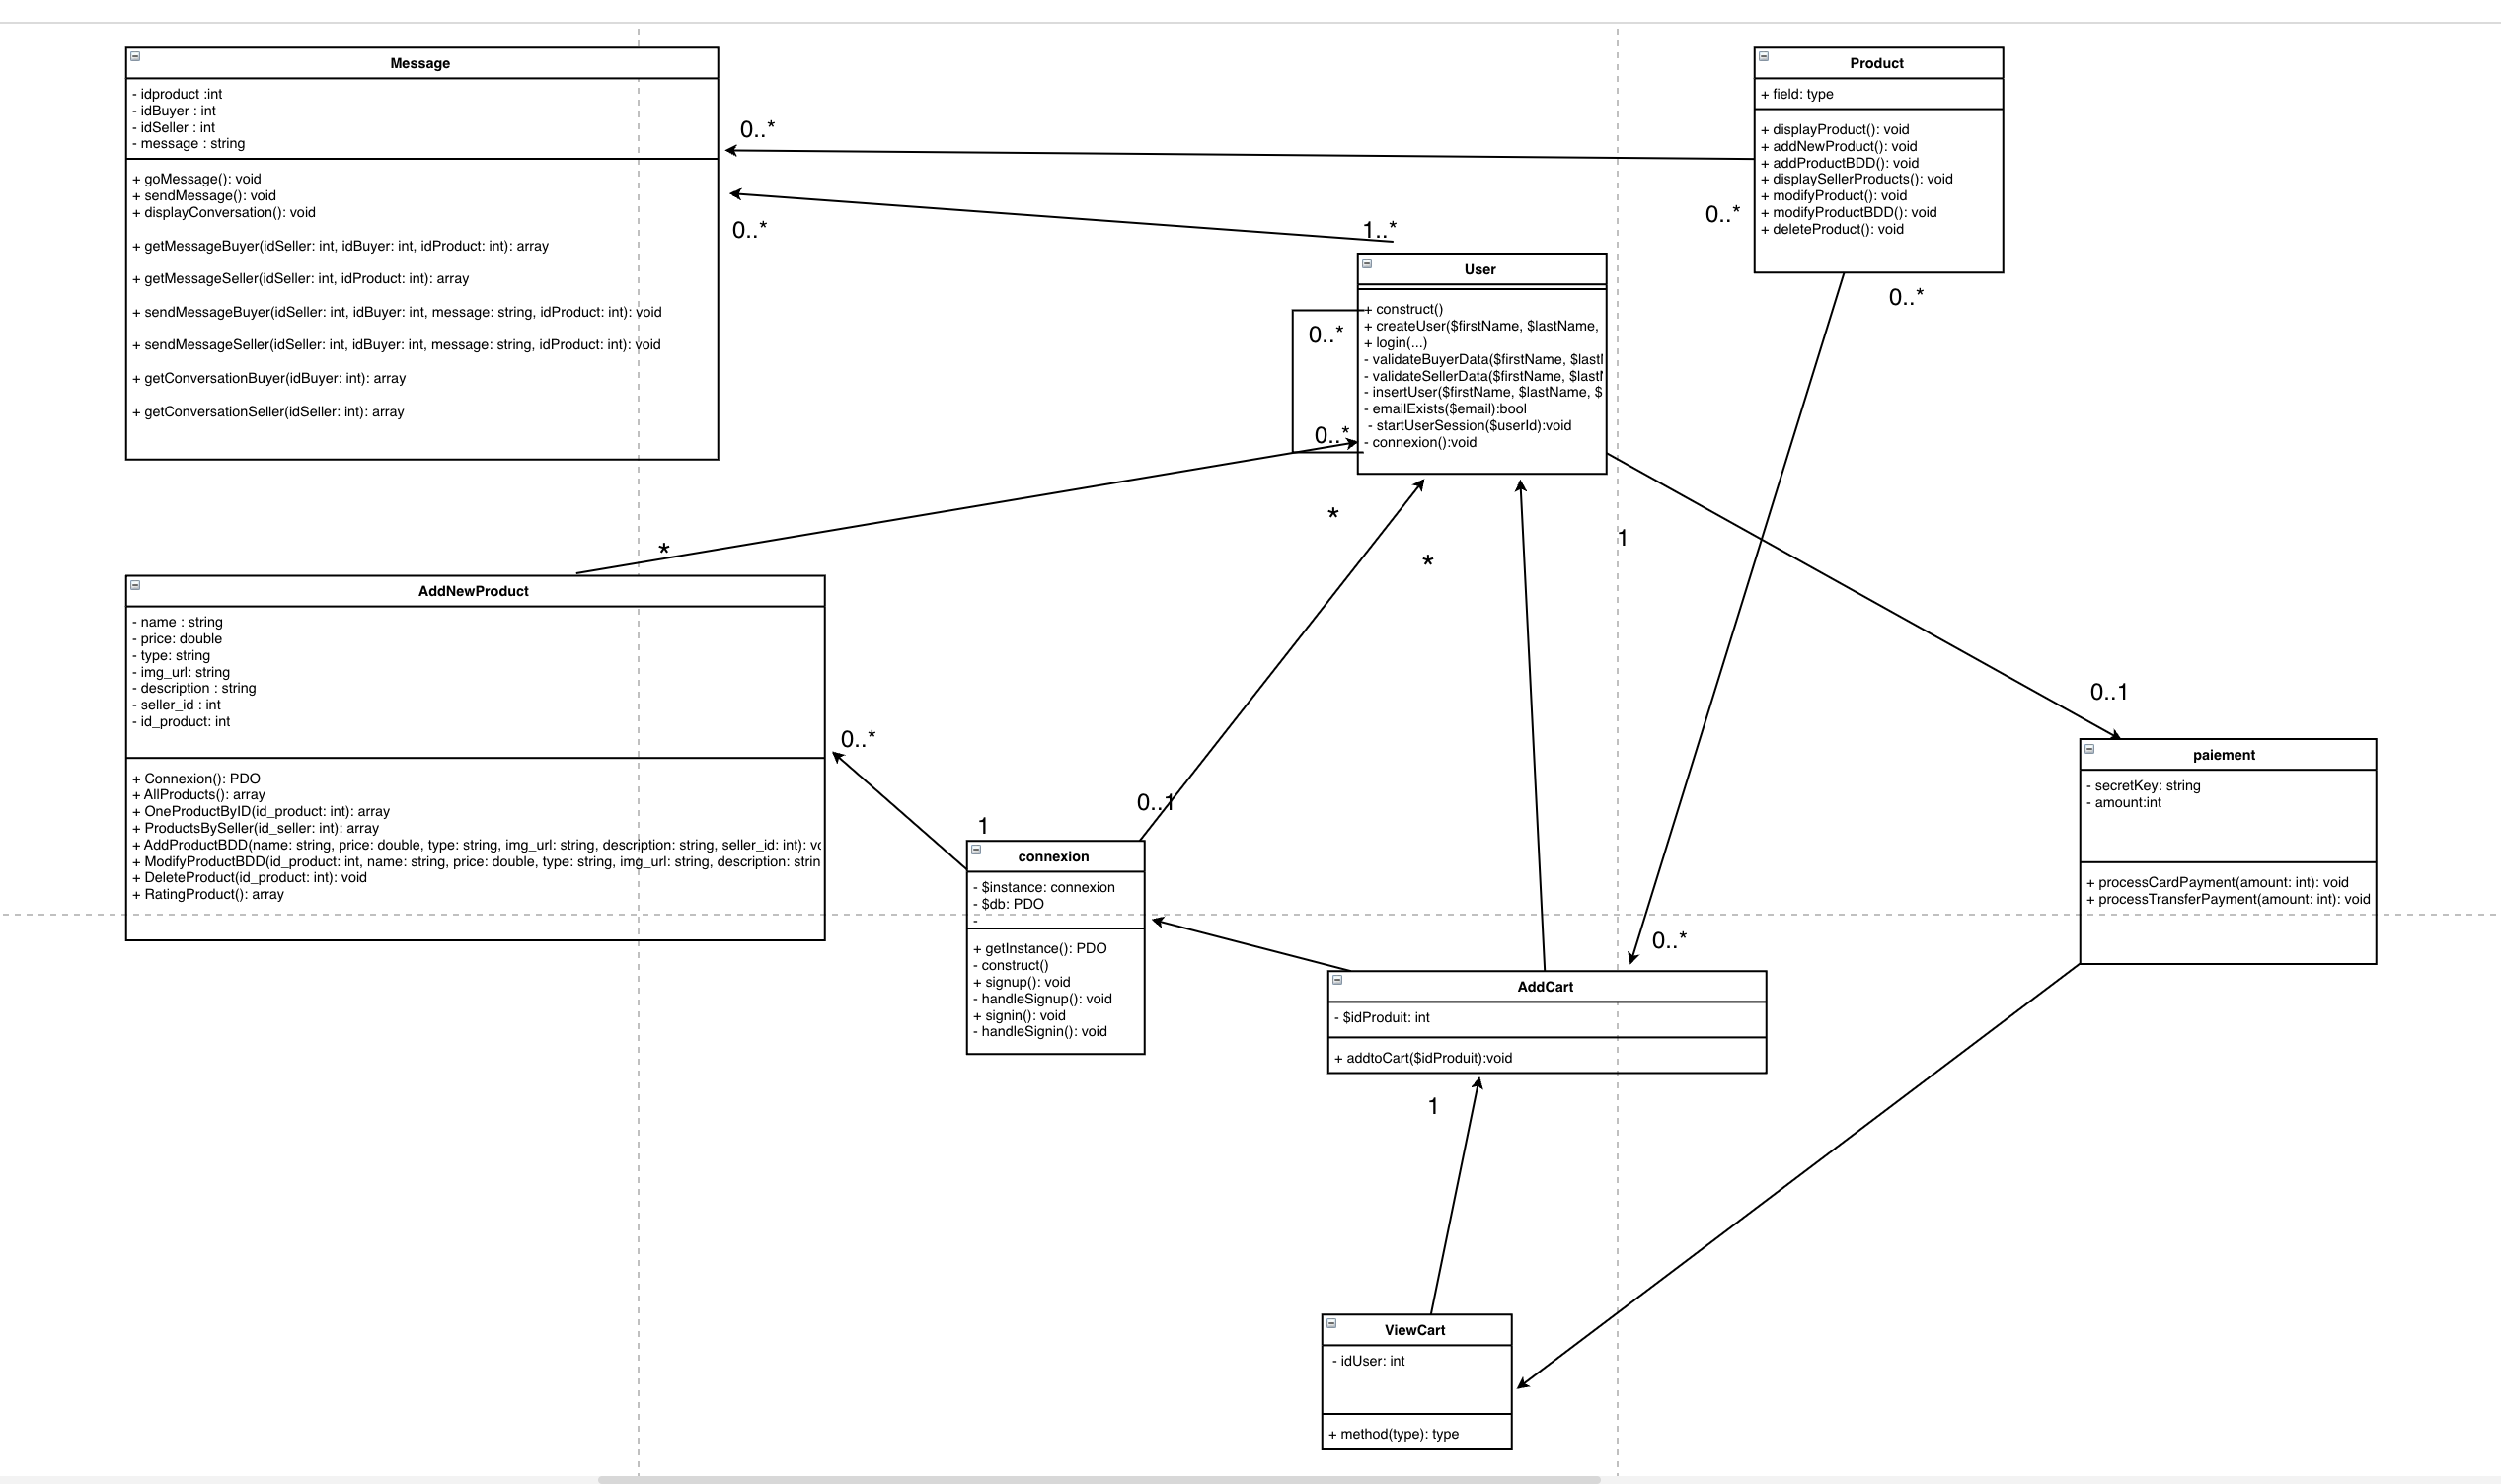 Message
- idproduct :int
- idBuyer : int
- idSeller : int
- message : string
+ goMessage(): void
+ sendMessage(): void
+ displayConversation(): void
+ getMessageBuyer(idSeller: int, idBuyer: int, idProduct: int): array
+ getMessageSeller(idSeller: int, idProduct: int): array
+ sendMessageBuyer(idSeller: int, idBuyer: int, message: string, idProduct: int): void
+ sendMessageSeller(idSeller: int, idBuyer: int, message: string, idProduct: int): void
+ getConversationBuyer(idBuyer: int): array
+ getConversationSeller(idSeller: int): array
0..*
0..*
1..*
Product
+ field: type
+ displayProduct(): void
+ addNewProduct(): void
+ addProductBDD(): void
+ displaySellerProducts(): void
+ modifyProduct(): void
+ modifyProductBDD(): void
+ deleteProduct(): void
0..*
0..*
User
+ construct()
+ createUser($firstName, $lastName,
+ login(...)
- validateBuyerData($firstName, $last
- validateSellerData($firstName, $last
- insertUser($firstName, $lastName, $
- emailExists($email):bool
- startUserSession($userId):void
- connexion():void
0..*
0..*
*
*
*
1
AddNewProduct
- name : string
- price: double
- type: string
- img_url: string
- description : string
- seller_id : int
- id_product: int
+ Connexion(): PDO
+ AllProducts(): array
+ OneProductByID(id_product: int): array
+ ProductsBySeller(id_seller: int): array
+ AddProductBDD(name: string, price: double, type: string, img_url: string, description: string, seller_id: int): vo
+ ModifyProductBDD(id_product: int, name: string, price: double, type: string, img_url: string, description: strin
+ DeleteProduct(id_product: int): void
+ RatingProduct(): array
0..*
0..1
1
connexion
- $instance: connexion
- $db: PDO
-
+ getInstance(): PDO
- construct()
+ signup(): void
- handleSignup(): void
+ signin(): void
- handleSignin(): void
0..1
paiement
- secretKey: string
- amount:int
+ processCardPayment(amount: int): void
+ processTransferPayment(amount: int): void
0..*
AddCart
- $idProduit: int
+ addtoCart($idProduit):void
1
ViewCart
- idUser: int
+ method(type): type